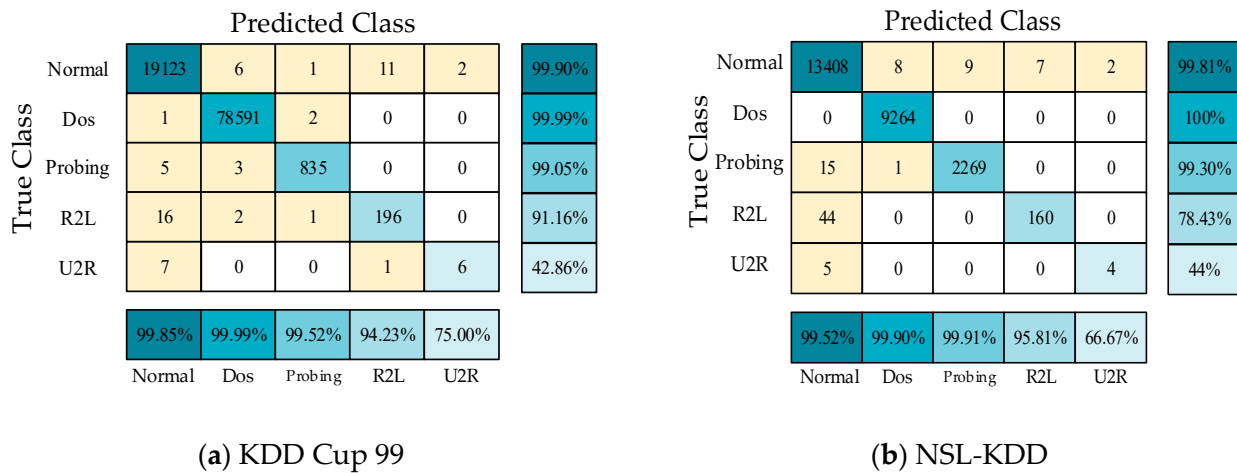 Predicted Class
True Class
Normal 19123 6 1 11 2 99.90%
Dos 1 78591 2 0 0 99.99%
Probing 5 3 835 0 0 99.05%
R2L 16 2 1 196 0 91.16%
U2R 7 0 0 1 6 42.86%
99.85% 99.99% 99.52% 94.23% 75.00%
Normal Dos Probing R2L U2R
(a) KDD Cup 99
Predicted Class
True Class
Normal 13408 8 9 7 2 99.81%
Dos 0 9264 0 0 0 100%
Probing 15 1 2269 0 0 99.30%
R2L 44 0 0 160 0 78.43%
U2R 5 0 0 0 4 44%
99.52% 99.90% 99.91% 95.81% 66.67%
Normal Dos Probing R2L U2R
(b) NSL-KDD